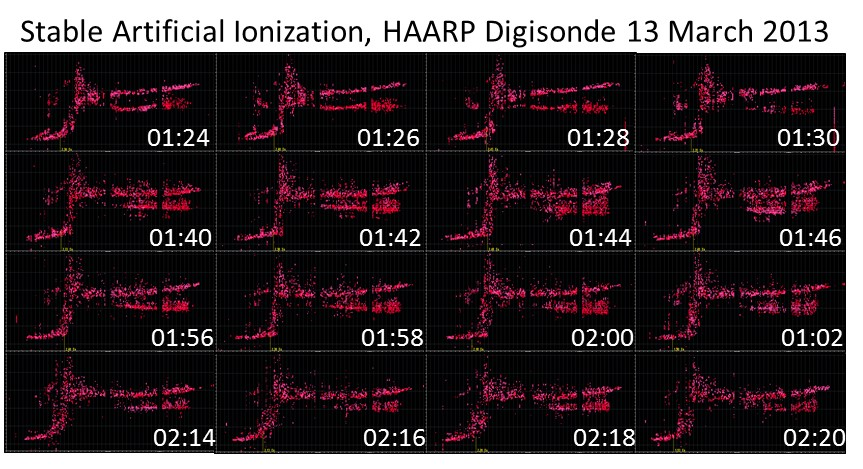 Stable Artificial Ionization, HAARP Digisonde 13 March 2013
01:24 01:26 01:28 01:30
01:40 01:42 01:44 01:46
01:56 01:58 02:00 01:02
02:14 02:16 02:18 02:20